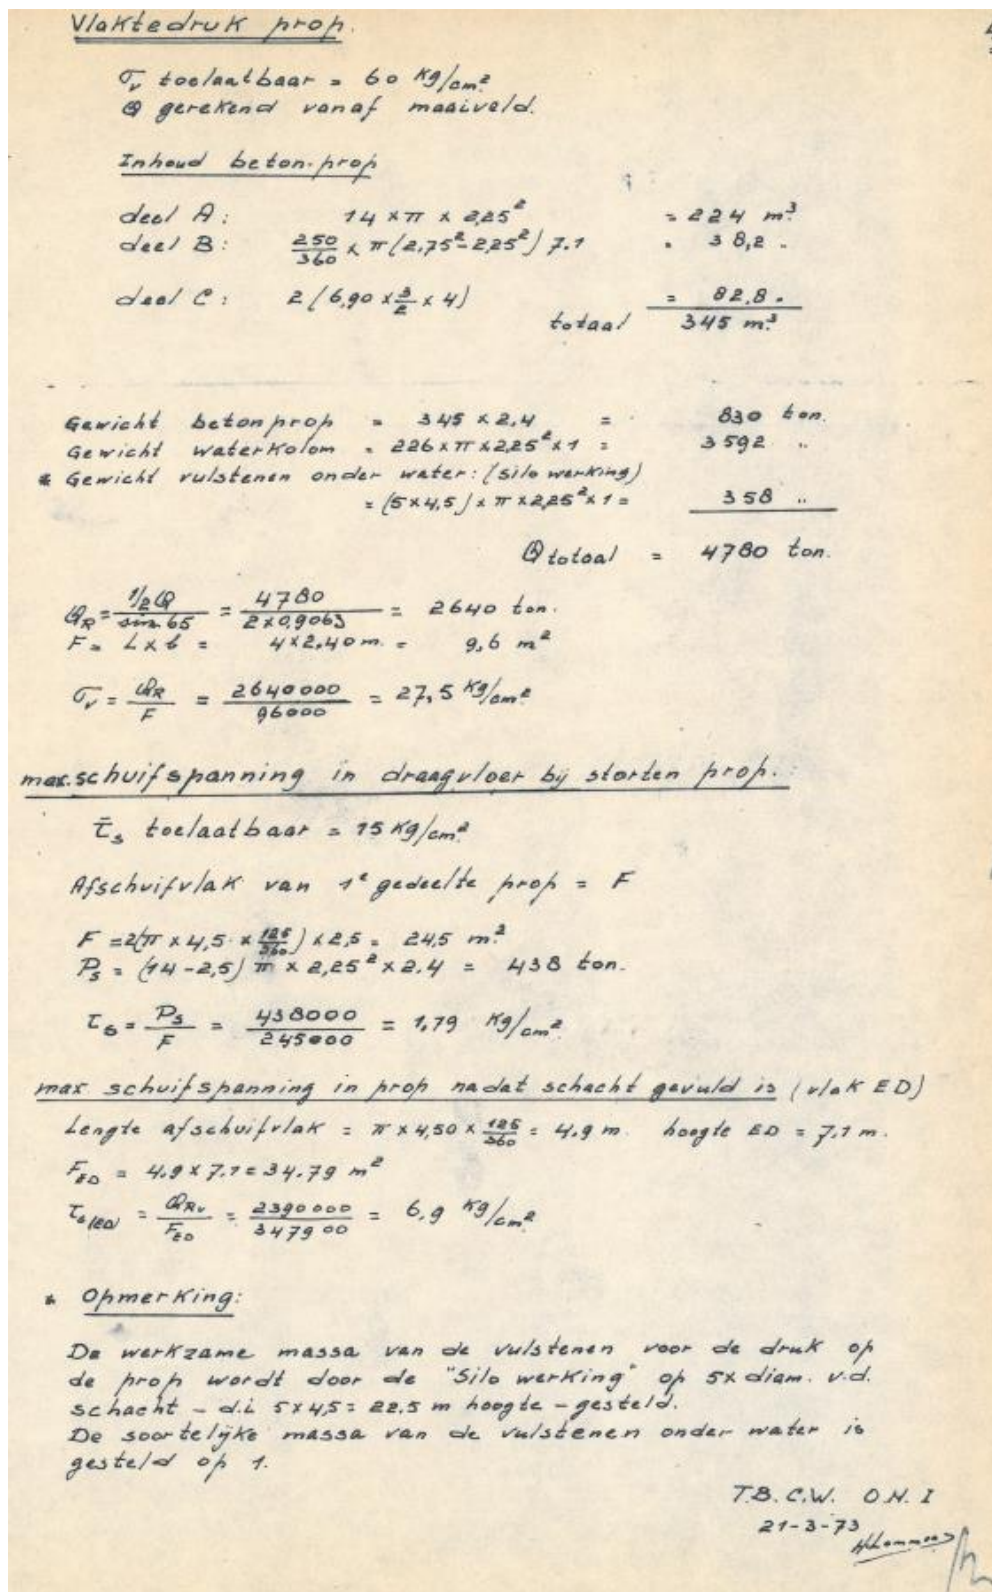 Vlaktedruk prop.
σv toelaatbaar = 60 Kg/cm²
Q gerekend vanaf maaiveld.
Inhoud beton-prop
deel A: 14 x π x 2,25² = 224 m³
deel B: 250/360 x π (2,75² - 2,25²) 7.1 " 38,2 "
deel C: 2 (6,90 x 3/2 x 4) = 82,8 "
totaal 345 m³
Gewicht betonprop = 345 x 2.4 = 830 ton.
Gewicht waterkolom = 226 x π x 2,25² x 1 = 3592 "
* Gewicht vulstenen onder water: (silo werking)
= (5 x 4,5) x π x 2,25² x 1 = 358 "
Q totaal = 4780 ton.
QR = ½Q/sin 65 = 4780/2 x 0,9063 = 2640 ton.
F = L x b = 4 x 2.40 m. = 9,6 m²
σv = QR/F = 2640000/96000 = 27,5 Kg/cm²
max. schuifspanning in draagvloer bij storten prop.:
τ̄s toelaatbaar = 15 Kg/cm²
Afschuifvlak van 1e gedeelte prop = F
F = 2(π x 4,5 x 125/360) x 2,5 = 24,5 m²
Ps = (14 - 2,5) π x 2,25² x 2.4 = 438 ton.
τs = Ps/F = 438000/245000 = 1,79 Kg/cm²
max schuifspanning in prop nadat schacht gevuld is (vlak ED)
Lengte afschuifvlak = π x 4,50 x 125/360 = 4.9 m. hoogte ED = 7.1 m.
FED = 4.9 x 7.1 = 34.79 m²
τs(ED) = QRv/FED = 2390000/347900 = 6,9 Kg/cm²
* Opmerking:
De werkzame massa van de vulstenen voor de druk op
de prop wordt door de "Silo werking" op 5x diam. v.d.
schacht - d.i 5 x 4,5 = 22.5 m hoogte - gesteld.
De soortelijke massa van de vulstenen onder water is
gesteld op 1.
T.B. C.W. O.N. I
21-3-73